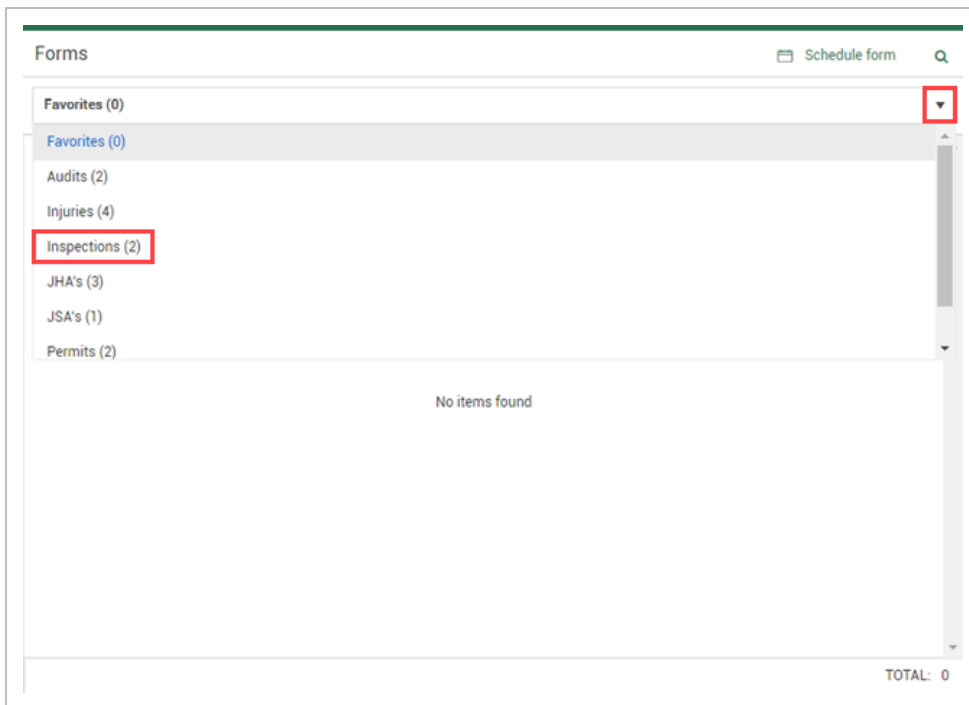 Forms
Schedule form
Favorites (0)
Favorites (0)
Audits (2)
Injuries (4)
Inspections (2)
JHA's (3)
JSA's (1)
Permits (2)
No items found
TOTAL: 0